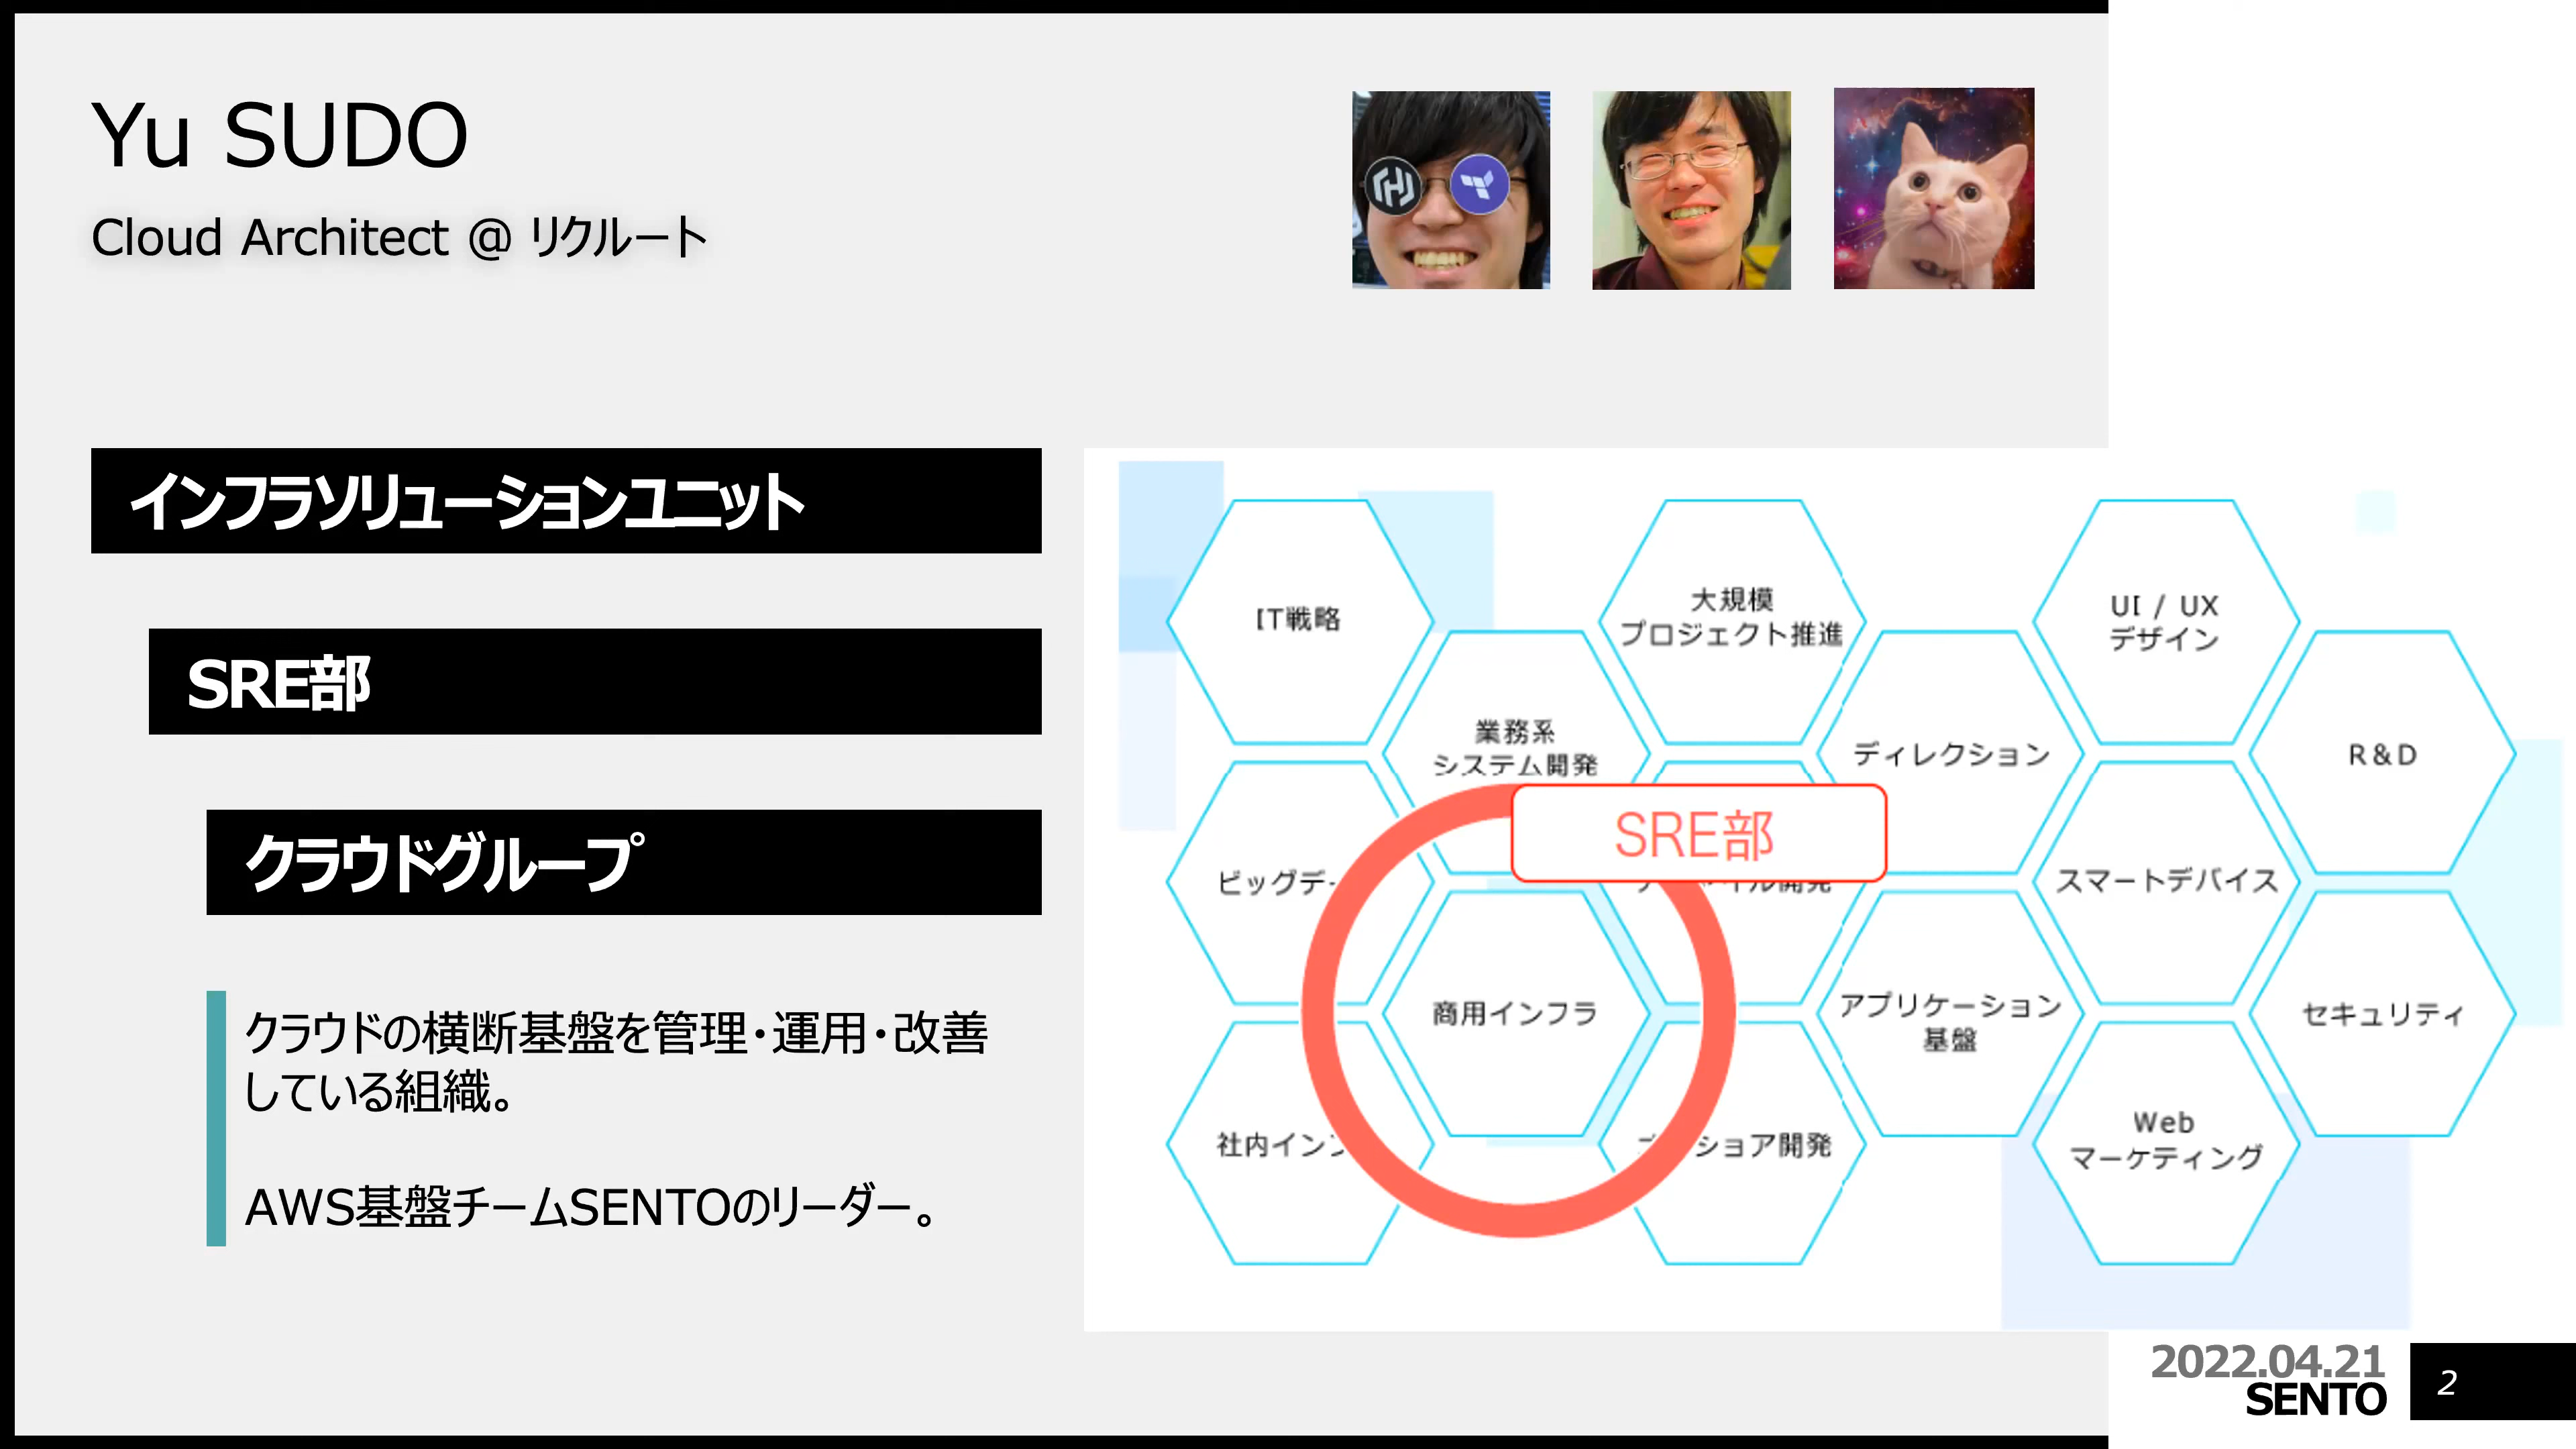 Yu SUDO
Cloud Architect @ リクルート
インフラソリューションユニット
SRE部
クラウドグループ
クラウドの横断基盤を管理・運用・改善
している組織。
AWS基盤チームSENTOのリーダー。
IT戦略
大規模
プロジェクト推進
UI / UX
デザイン
業務系
システム開発
ディレクション
R&D
SRE部
ビッグデ
イル開発
スマートデバイス
商用インフラ
アプリケーション
基盤
セキュリティ
社内イン
ショア開発
Web
マーケティング
2022.04.21
SENTO
2